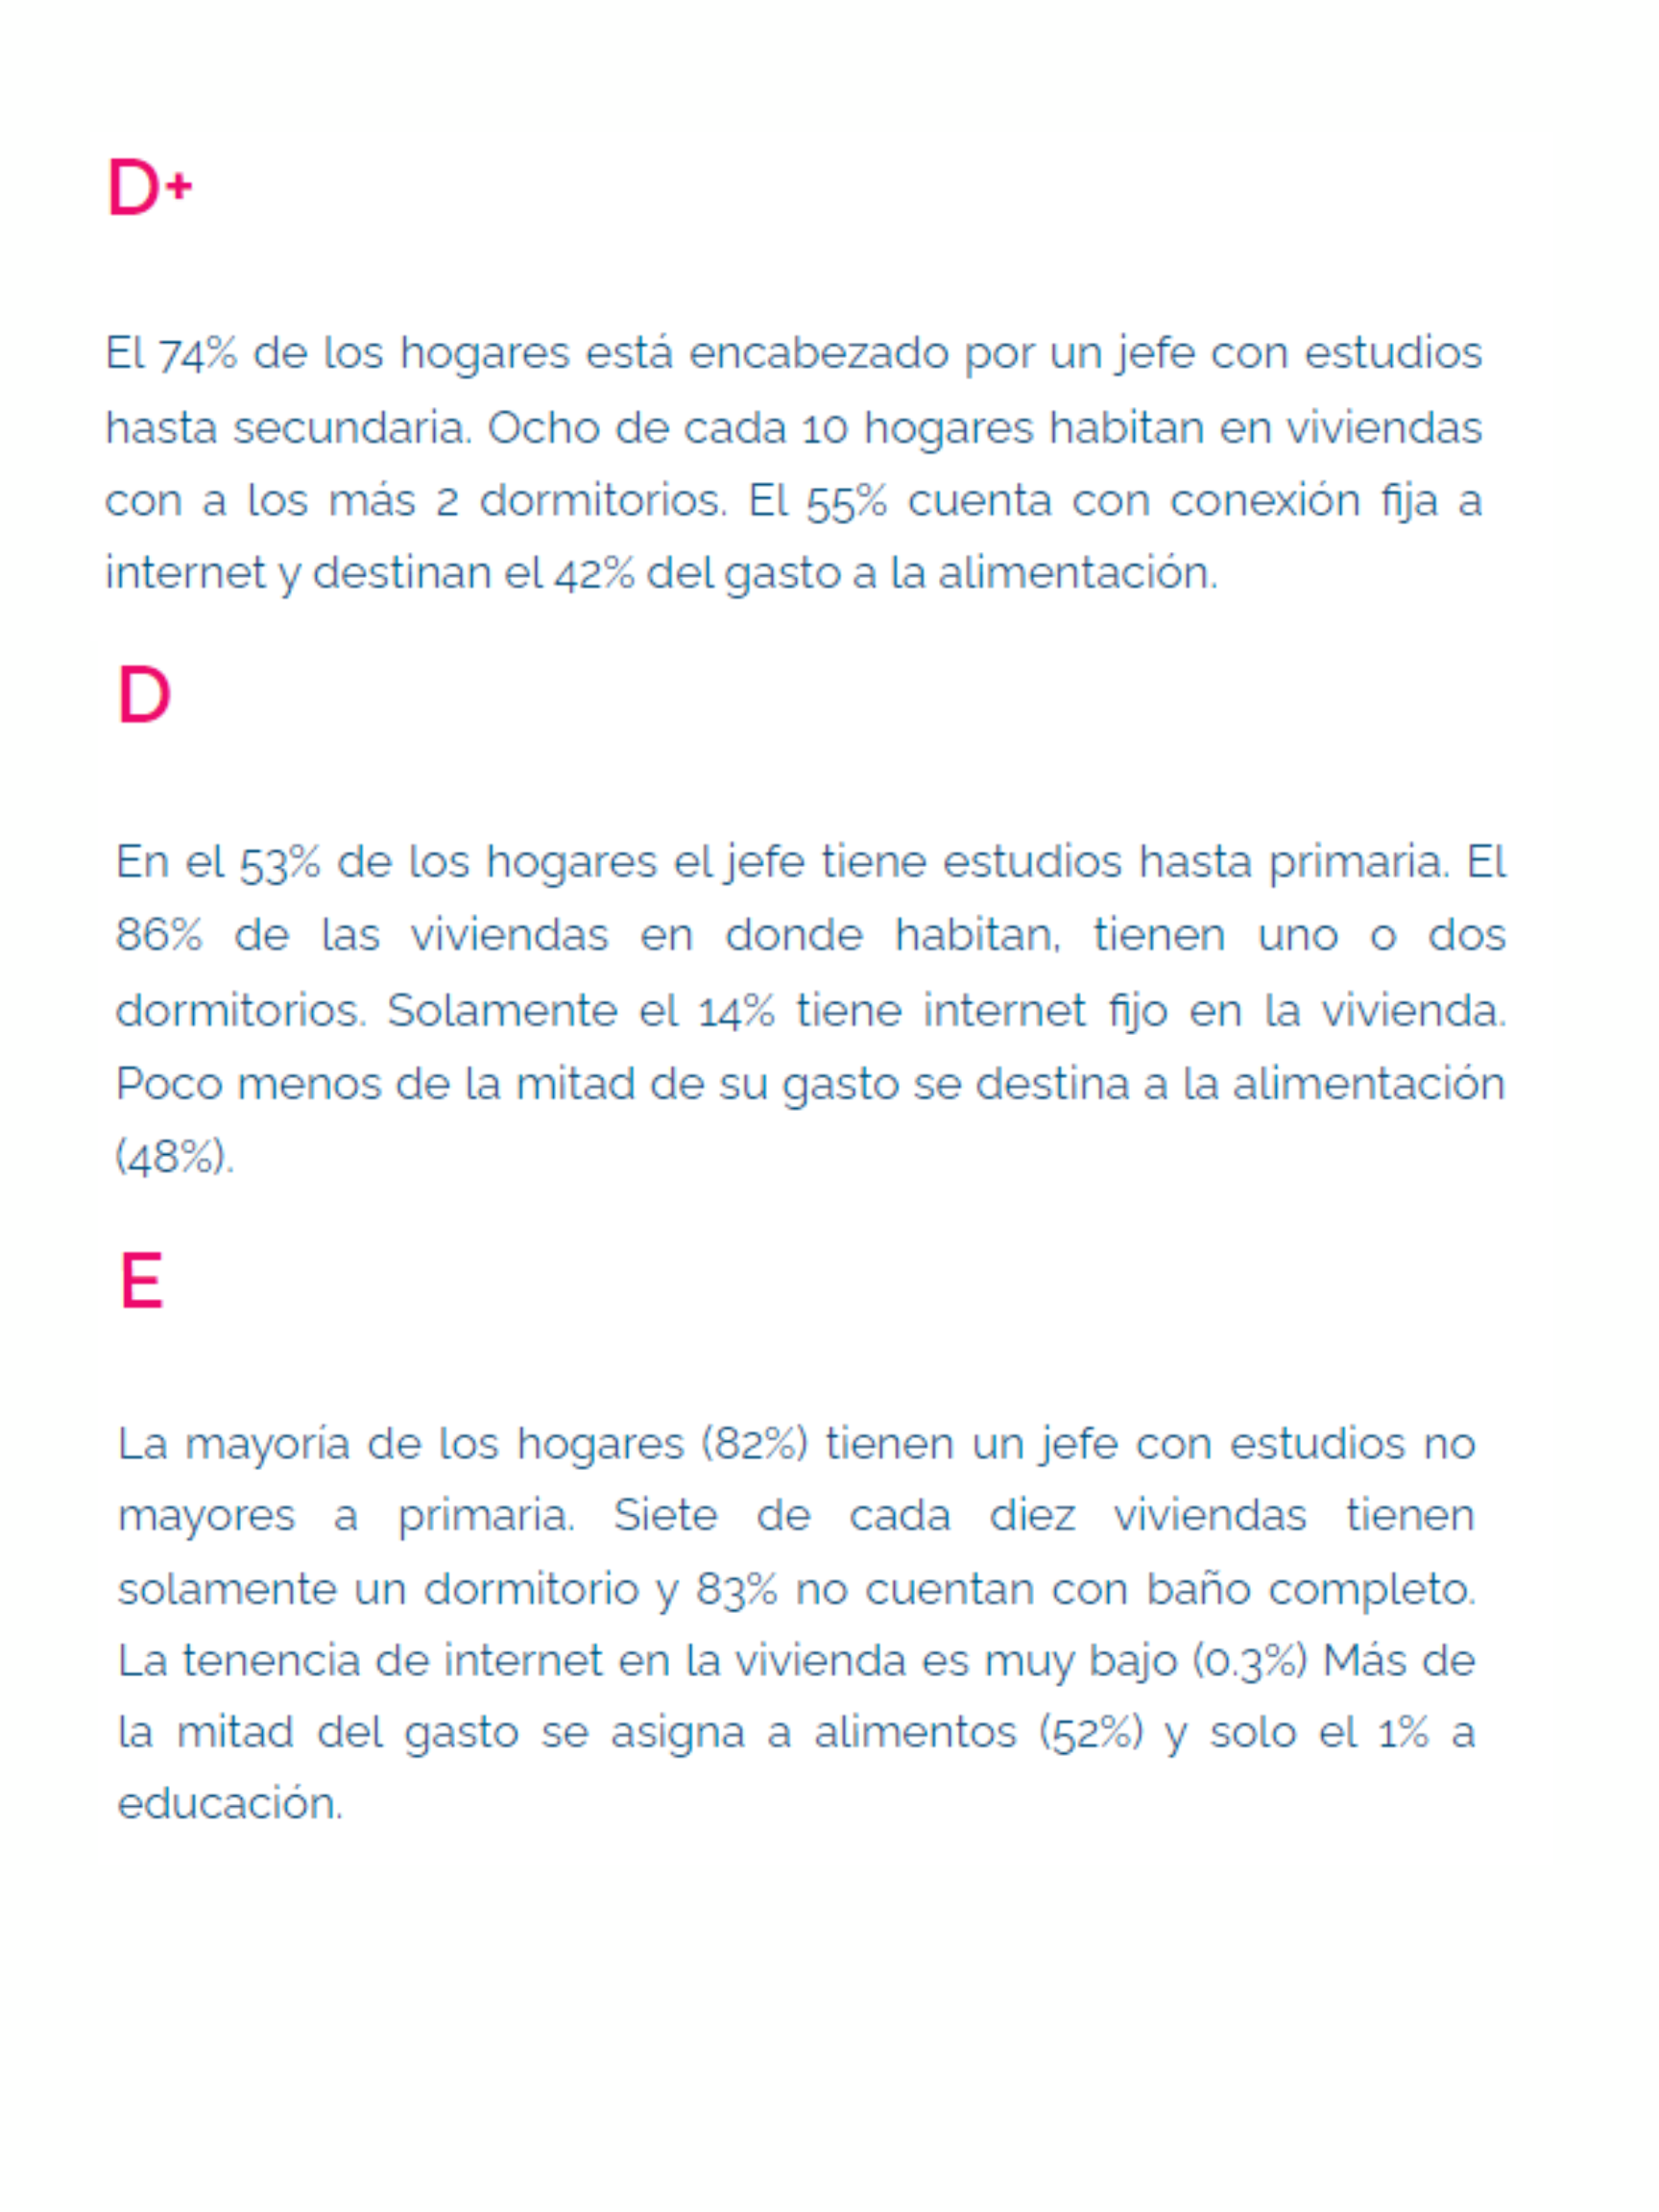 D+
El 74% de los hogares está encabezado por un jefe con estudios
hasta secundaria. Ocho de cada 10 hogares habitan en viviendas
con a los más 2 dormitorios. El 55% cuenta con conexión fija a
internet y destinan el 42% del gasto a la alimentación.
D
En el 53% de los hogares el jefe tiene estudios hasta primaria. El
86% de las viviendas en donde habitan, tienen uno o dos
dormitorios. Solamente el 14% tiene internet fijo en la vivienda.
Poco menos de la mitad de su gasto se destina a la alimentación
(48%).
E
La mayoría de los hogares (82%) tienen un jefe con estudios no
mayores a primaria. Siete de cada diez viviendas tienen
solamente un dormitorio y 83% no cuentan con baño completo.
La tenencia de internet en la vivienda es muy bajo (0.3%) Más de
la mitad del gasto se asigna a alimentos (52%) y solo el 1% a
educación.